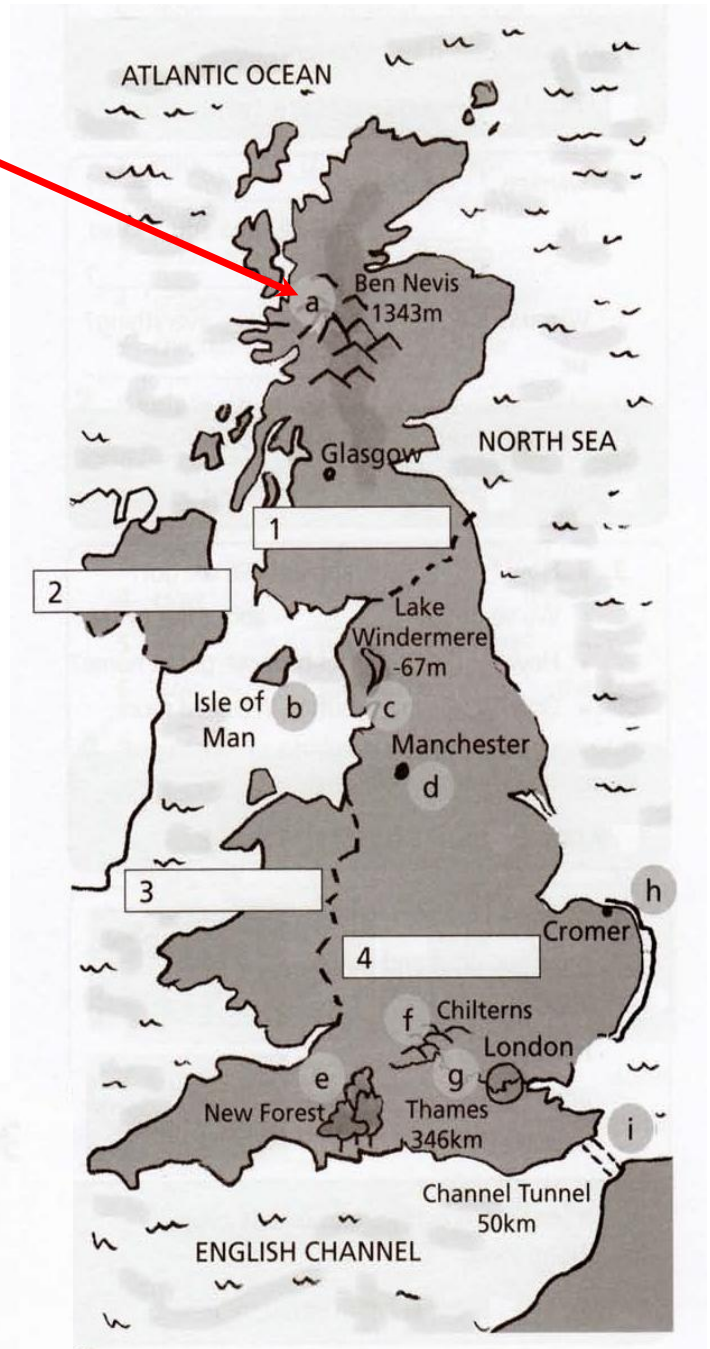 ATLANTIC OCEAN
a
Ben Nevis
1343m
NORTH SEA
Glasgow
1
2
Lake
Windermere
-67m
Isle of
Man
b
c
Manchester
d
3
h
Cromer
4
f
Chilterns
London
e
g
New Forest
Thames
346km
i
Channel Tunnel
50km
ENGLISH CHANNEL